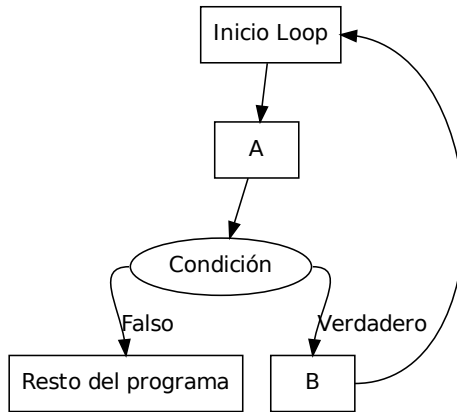 Inicio Loop
A
Condición
Falso
Verdadero
Resto del programa
B